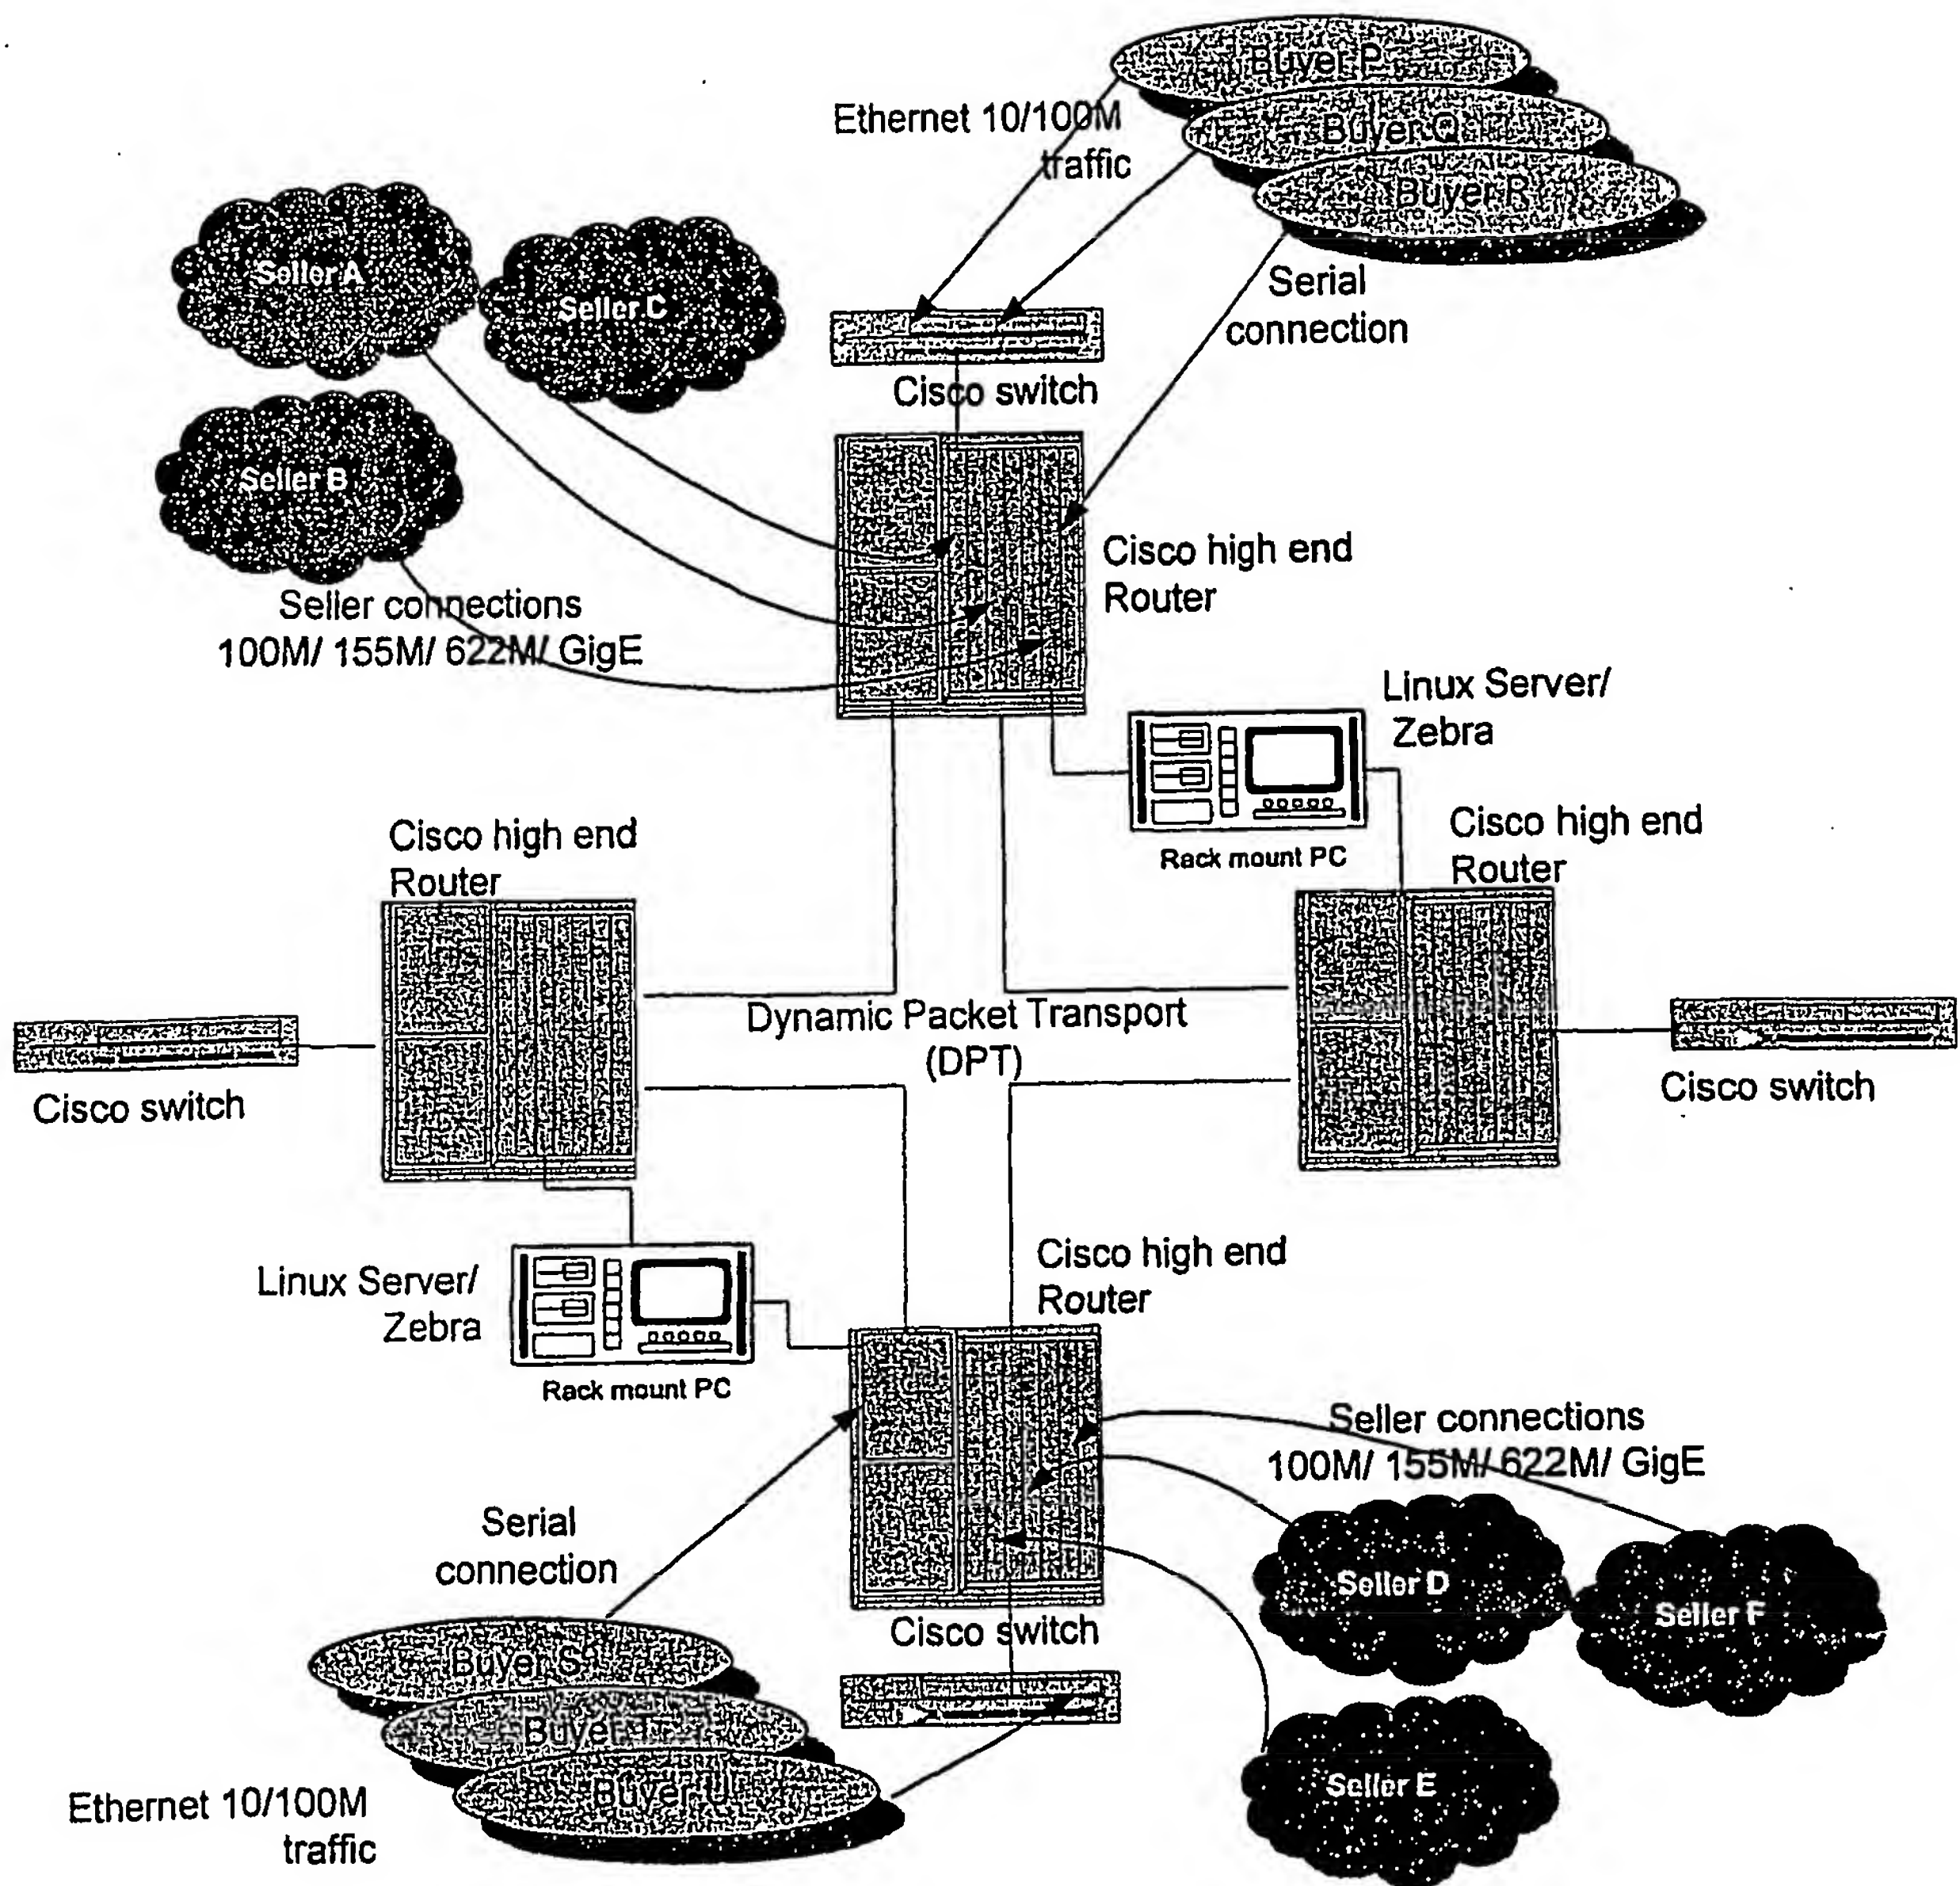 Buyer P
Ethernet 10/100M
traffic
Buyer Q
Buyer R
Seller A
Seller C
Serial
connection
Cisco switch
Seller B
Cisco high end
Router
Seller connections
100M/ 155M/ 622M/ GigE
Linux Server/
Zebra
Rack mount PC
Cisco high end
Router
Cisco high end
Router
Dynamic Packet Transport
(DPT)
Cisco switch
Cisco switch
Linux Server/
Zebra
Rack mount PC
Cisco high end
Router
Seller connections
100M/ 155M/ 622M/ GigE
Serial
connection
Seller D
Seller F
Cisco switch
Buyer S
Buyer T
Buyer U
Seller E
Ethernet 10/100M
traffic